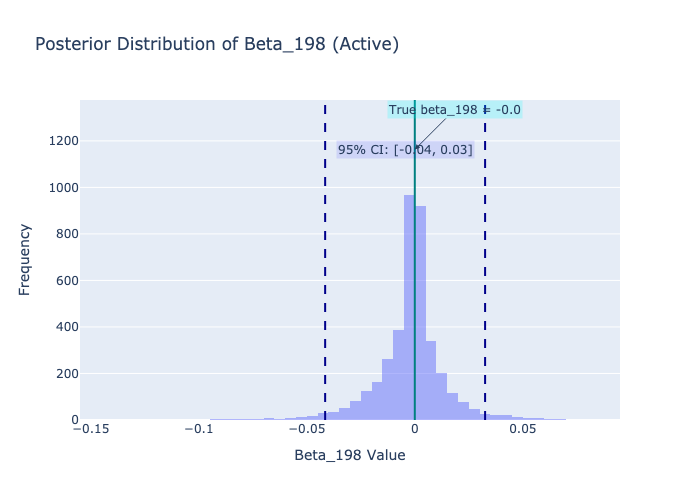 Posterior Distribution of Beta_198 (Active)
True beta_198 = -0.0
95% CI: [-0.04, 0.03]
1200
1000
800
600
400
200
0
Frequency
−0.15
−0.1
−0.05
0
0.05
Beta_198 Value